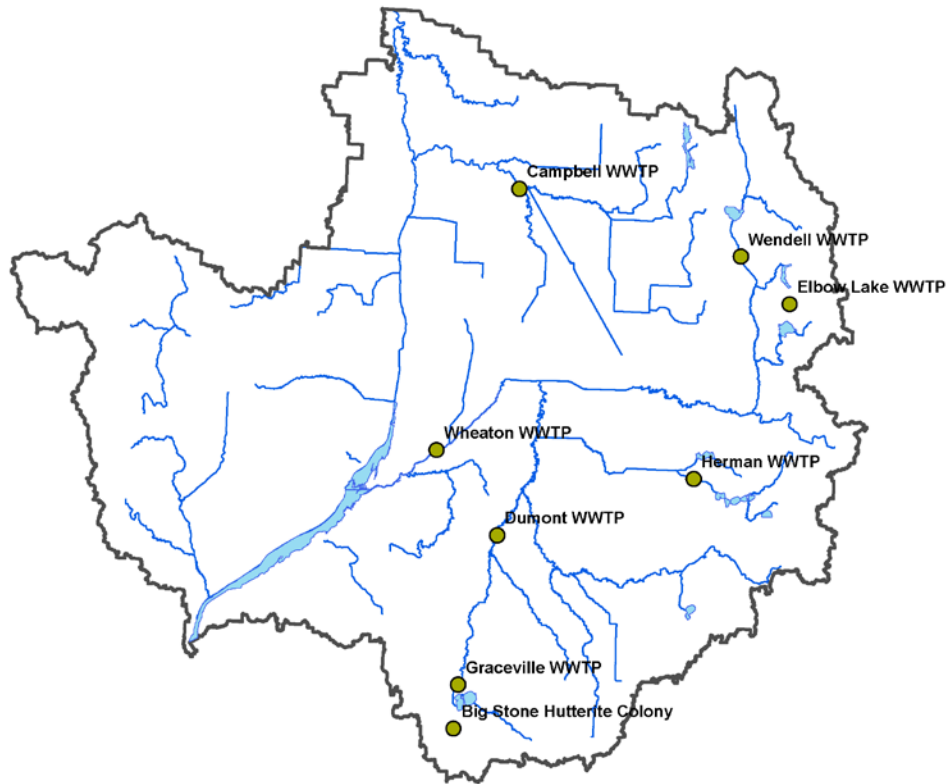 Campbell WWTP
Wendell WWTP
Elbow Lake WWTP
Wheaton WWTP
Herman WWTP
Dumont WWTP
Graceville WWTP
Big Stone Hutterite Colony